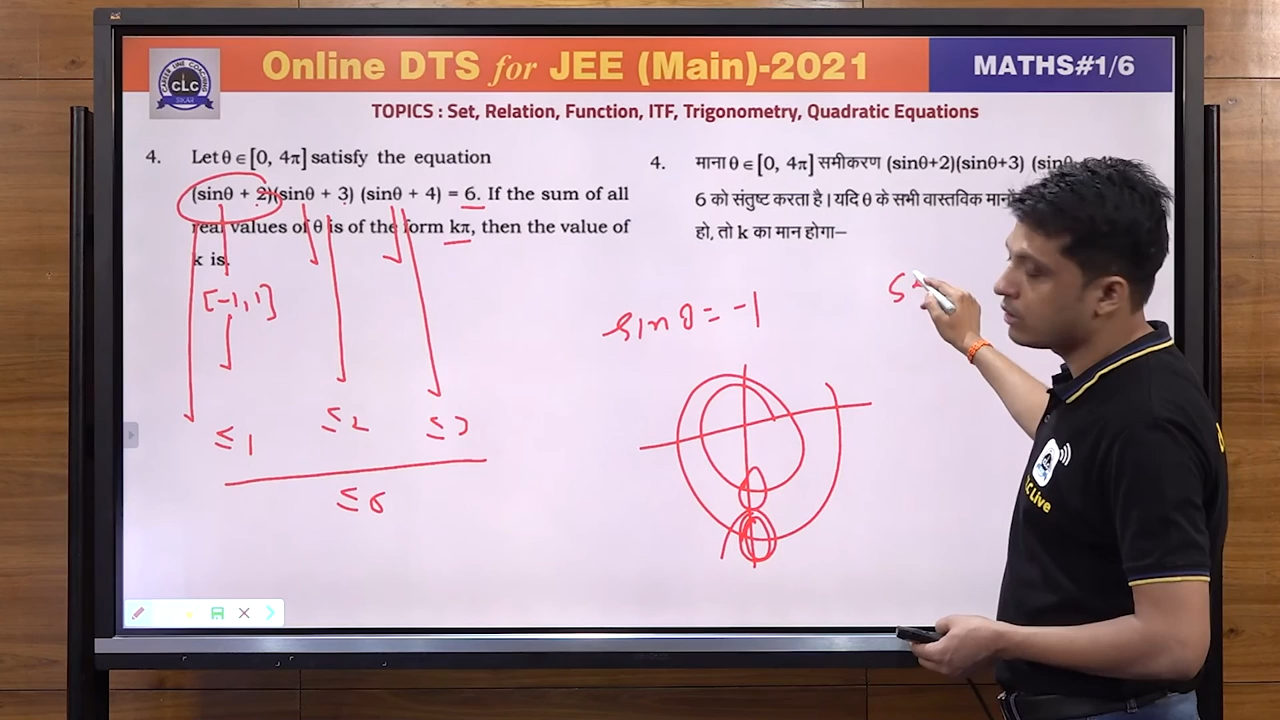 Online DTS for JEE (Main)-2021
MATHS#1/6
CAREER LINE COACHING
CLC
SIKAR
TOPICS : Set, Relation, Function, ITF, Trigonometry, Quadratic Equations
4. Let θ ∈ [0, 4π] satisfy the equation
(sinθ + 2)(sinθ + 3) (sinθ + 4) = 6. If the sum of all
real values of θ is of the form kπ, then the value of
k is.
[-1, 1]
≤ 1
≤ 2
≤ 3
≤ 6
4. माना θ ∈ [0, 4π] समीकरण (sinθ+2)(sinθ+3) (sinθ
6 को संतुष्ट करता है। यदि θ के सभी वास्तविक
हो, तो k का मान होगा–
sin θ = -1
CLC
Live